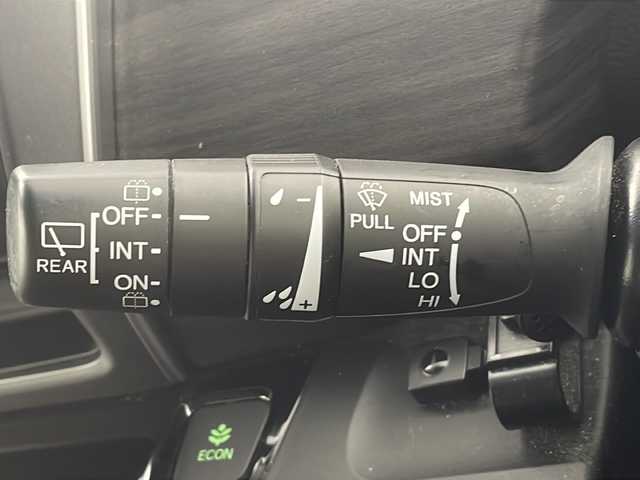 REAR
OFF
INT
ON
−
+
PULL
MIST
OFF
INT
LO
HI
ECON